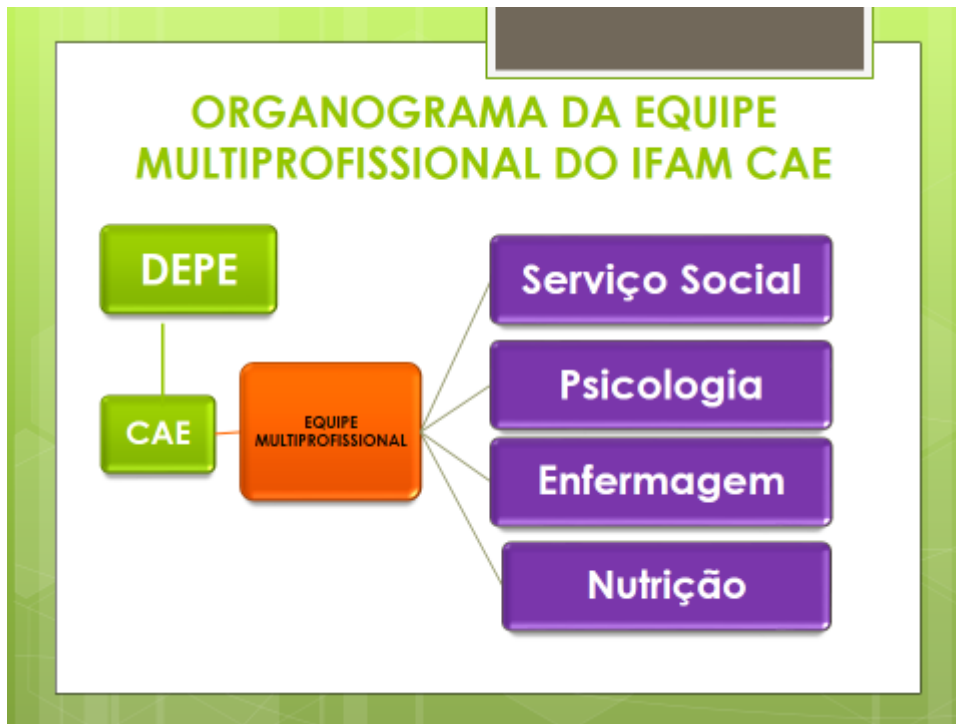 ORGANOGRAMA DA EQUIPE
MULTIPROFISSIONAL DO IFAM CAE
DEPE
CAE
EQUIPE
MULTIPROFISSIONAL
Serviço Social
Psicologia
Enfermagem
Nutrição